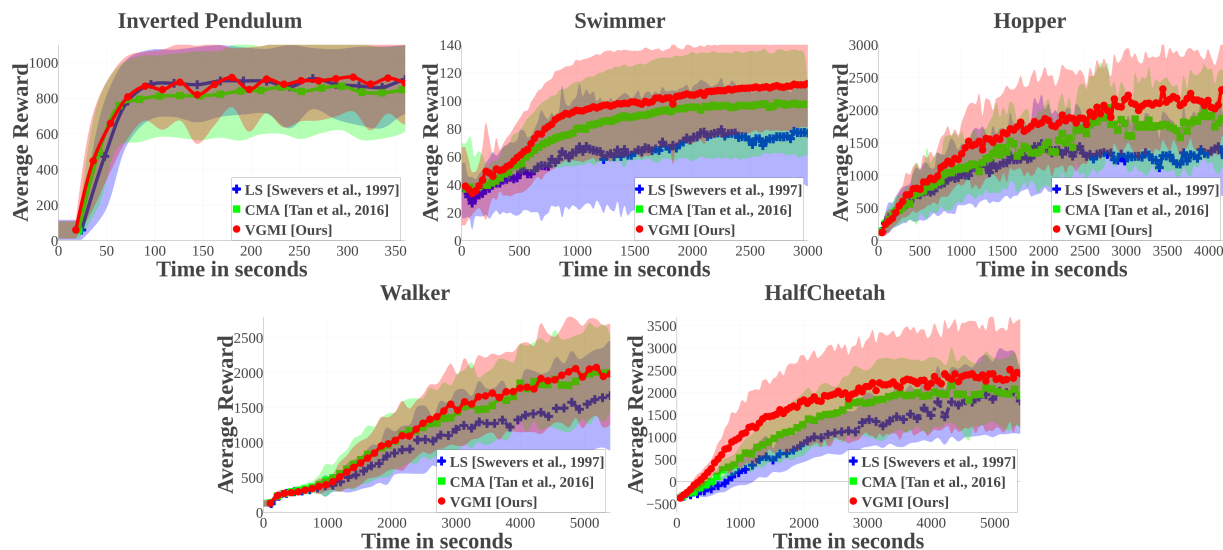 Inverted Pendulum
Swimmer
Hopper
Average Reward
1000
800
600
400
200
0
0
50
100
150
200
250
300
350
LS [Swevers et al., 1997]
CMA [Tan et al., 2016]
VGMI [Ours]
Time in seconds
Average Reward
140
120
100
80
60
40
20
0
0
500
1000
1500
2000
2500
3000
LS [Swevers et al., 1997]
CMA [Tan et al., 2016]
VGMI [Ours]
Time in seconds
Average Reward
3000
2500
2000
1500
1000
500
0
0
500
1000
1500
2000
2500
3000
3500
4000
LS [Swevers et al., 1997]
CMA [Tan et al., 2016]
VGMI [Ours]
Time in seconds
Walker
HalfCheetah
Average Reward
2500
2000
1500
1000
500
0
0
1000
2000
3000
4000
5000
LS [Swevers et al., 1997]
CMA [Tan et al., 2016]
VGMI [Ours]
Time in seconds
Average Reward
3500
3000
2500
2000
1500
1000
500
0
−500
0
1000
2000
3000
4000
5000
LS [Swevers et al., 1997]
CMA [Tan et al., 2016]
VGMI [Ours]
Time in seconds